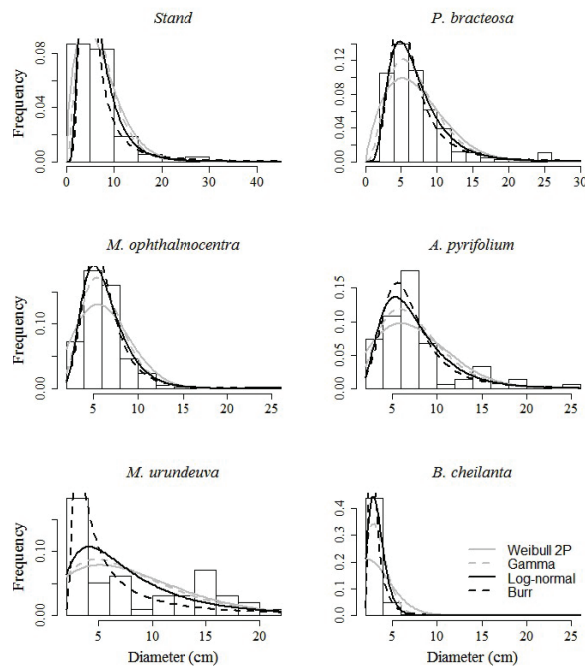 Stand
P. bracteosa
Frequency
0.00 0.04 0.08
0 10 20 30 40
0.00 0.04 0.08 0.12
0 5 10 15 20 25 30
M. ophthalmocentra
A. pyrifolium
Frequency
0.00 0.10
5 10 15 20 25
0.00 0.05 0.10 0.15
5 10 15 20 25
M. urundeuva
B. cheilanta
Frequency
0.00 0.10
5 10 15 20
Diameter (cm)
0.0 0.1 0.2 0.3 0.4
Weibull 2P
Gamma
Log-normal
Burr
5 10 15 20 25
Diameter (cm)